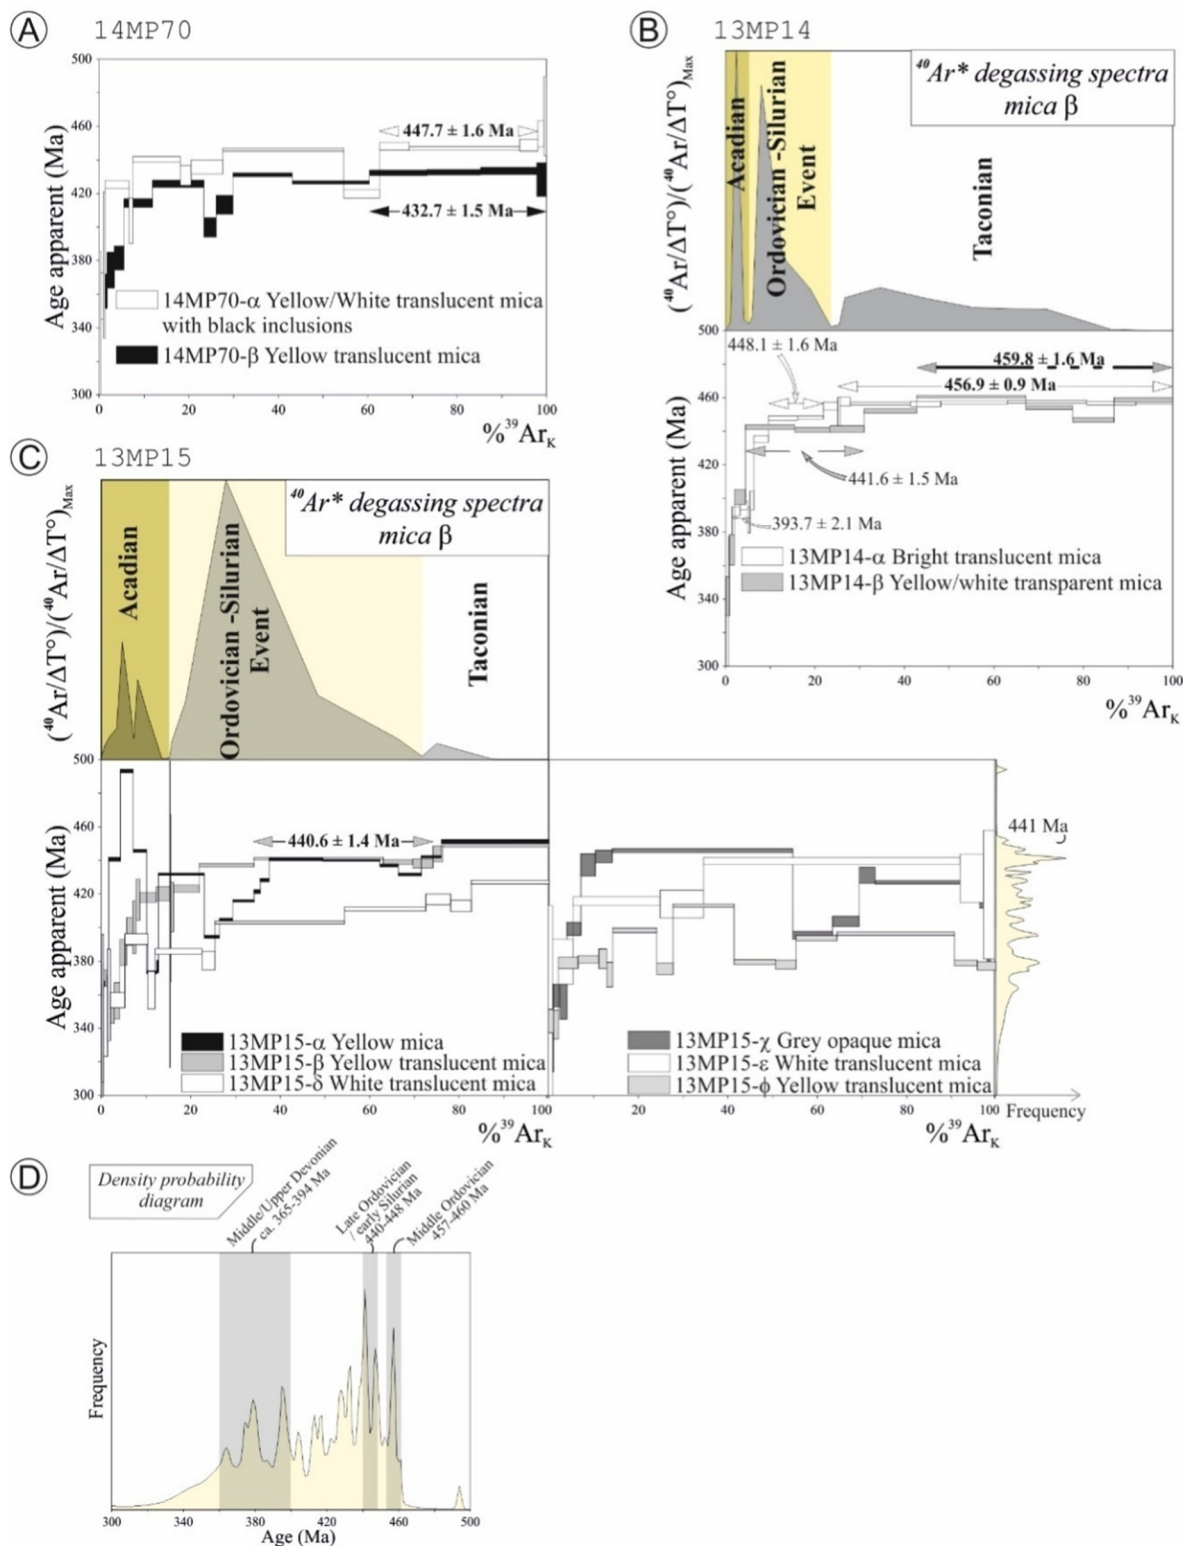 A
14MP70
500
460
420
380
340
300
Age apparent (Ma)
447.7 ± 1.6 Ma
432.7 ± 1.5 Ma
14MP70-α Yellow/White translucent mica
with black inclusions
14MP70-β Yellow translucent mica
0 20 40 60 80 100
%³⁹Ar_K
B
13MP14
(⁴⁰Ar/ΔT°)/(⁴⁰Ar/ΔT°)_Max
⁴⁰Ar* degassing spectra
mica β
Acadian
Ordovician -Silurian
Event
Taconian
500
460
420
380
340
300
Age apparent (Ma)
448.1 ± 1.6 Ma
459.8 ± 1.6 Ma
456.9 ± 0.9 Ma
441.6 ± 1.5 Ma
393.7 ± 2.1 Ma
13MP14-α Bright translucent mica
13MP14-β Yellow/white transparent mica
0 20 40 60 80 100
%³⁹Ar_K
C
13MP15
(⁴⁰Ar/ΔT°)/(⁴⁰Ar/ΔT°)_Max
⁴⁰Ar* degassing spectra
mica β
Acadian
Ordovician -Silurian
Event
Taconian
500
460
420
380
340
300
Age apparent (Ma)
440.6 ± 1.4 Ma
441 Ma
13MP15-α Yellow mica
13MP15-β Yellow translucent mica
13MP15-δ White translucent mica
13MP15-χ Grey opaque mica
13MP15-ε White translucent mica
13MP15-ϕ Yellow translucent mica
0 20 40 60 80 100
20 40 60 80 100
Frequency
%³⁹Ar_K
%³⁹Ar_K
D
Density probability
diagram
Middle/Upper Devonian
ca. 365-394 Ma
Late Ordovician
/ early Silurian
440-448 Ma
Middle Ordovician
457-460 Ma
Frequency
300 340 380 420 460 500
Age (Ma)